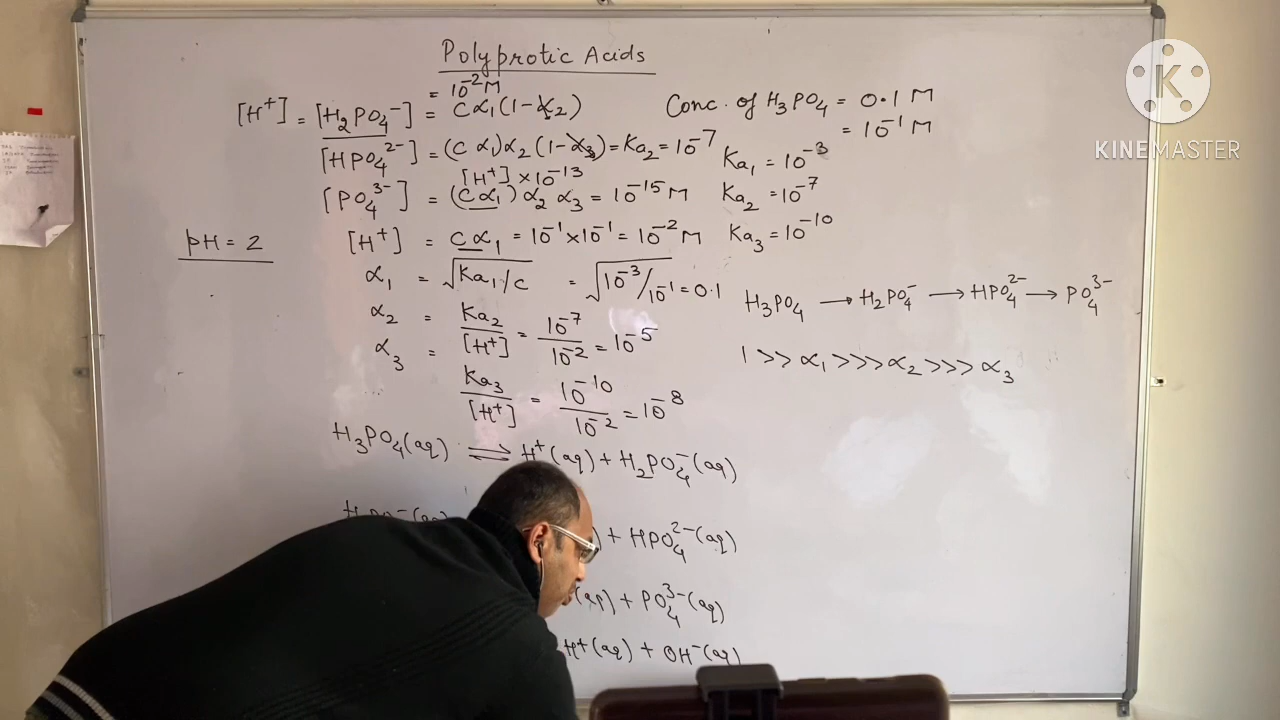 Polyprotic Acids
= 10⁻² M
[H⁺] = [H₂PO₄⁻] = Cα₁(1-α₂)
[HPO₄²⁻] = (Cα₁)α₂(1-α₃) = Ka₂ = 10⁻⁷
[H⁺] × 10⁻¹³
[PO₄³⁻] = (Cα₁)α₂ α₃ = 10⁻¹⁵ M
pH = 2
[H⁺] = Cα₁ = 10⁻¹ × 10⁻¹ = 10⁻² M
α₁ = √(Ka₁/C) = √(10⁻³/10⁻¹) = 0.1
α₂ = Ka₂/[H⁺] = 10⁻⁷/10⁻² = 10⁻⁵
α₃ = Ka₃/[H⁺] = 10⁻¹⁰/10⁻² = 10⁻⁸
H₃PO₄(aq) ⇌ H⁺(aq) + H₂PO₄⁻(aq)
+ HPO₄²⁻(aq)
(aq) + PO₄³⁻(aq)
H⁺(aq) + OH⁻(aq)
Conc. of H₃PO₄ = 0.1 M
= 10⁻¹ M
Ka₁ = 10⁻³
Ka₂ = 10⁻⁷
Ka₃ = 10⁻¹⁰
H₃PO₄ → H₂PO₄⁻ → HPO₄²⁻ → PO₄³⁻
1 >> α₁ >>> α₂ >>> α₃
K
KINEMASTER